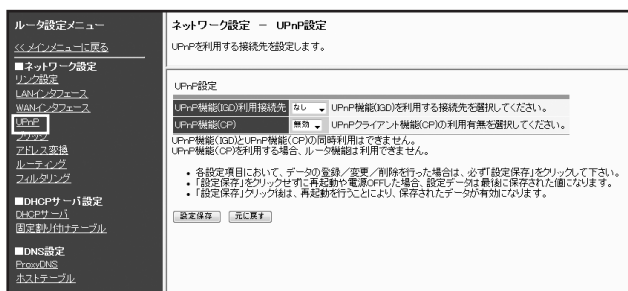 ルータ設定メニュー
<<メインメニューに戻る
■ネットワーク設定
リンク設定
LANインタフェース
WANインタフェース
UPnP
アドレス変換
ルーティング
フィルタリング
■DHCPサーバ設定
DHCPサーバ
固定割り付けテーブル
■DNS設定
ProxyDNS
ホストテーブル
ネットワーク設定 － UPnP設定
UPnPを利用する接続先を設定します。
UPnP設定
UPnP機能(IGD)利用接続先 なし UPnP機能(IGD)を利用する接続先を選択してください。
UPnP機能(CP) 無効 UPnPクライアント機能(CP)の利用有無を選択してください。
UPnP機能(IGD)とUPnP機能(CP)の同時利用はできません。
UPnP機能(CP)を利用する場合、ルータ機能は利用できません。
• 各設定項目において、データの登録／変更／削除を行った場合は、必ず「設定保存」をクリックして下さい。
• 「設定保存」をクリックせずに再起動や電源OFFした場合、設定データは最後に保存された値になります。
• 「設定保存」クリック後は、再起動を行うことにより、保存されたデータが有効になります。
設定保存 元に戻す